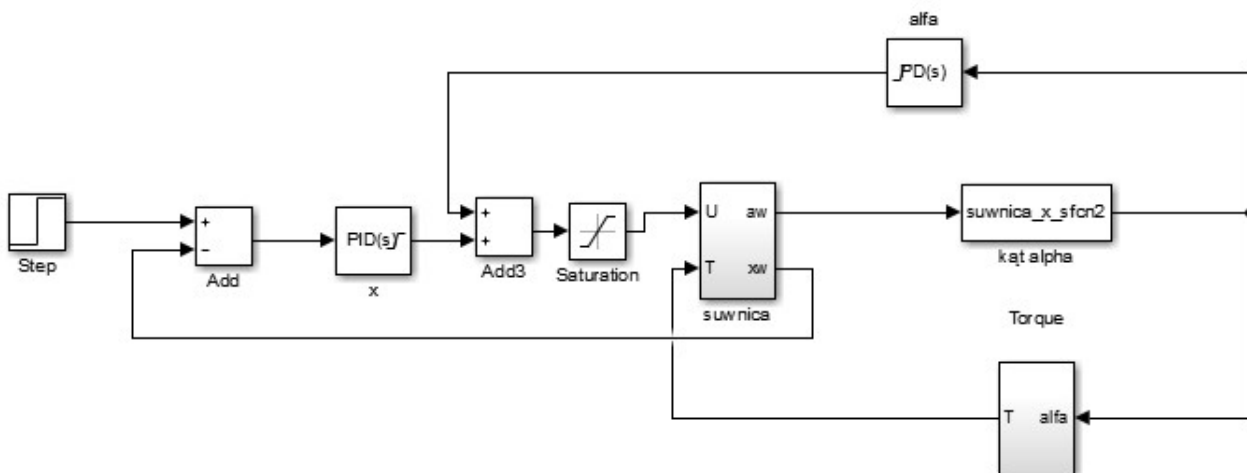 alfa
PD(s)
+
−
Step
Add
PID(s)
x
+
+
Add3
Saturation
U
aw
T
xw
suwnica
suwnica_x_sfcn2
kąt alpha
Torque
T
alfa